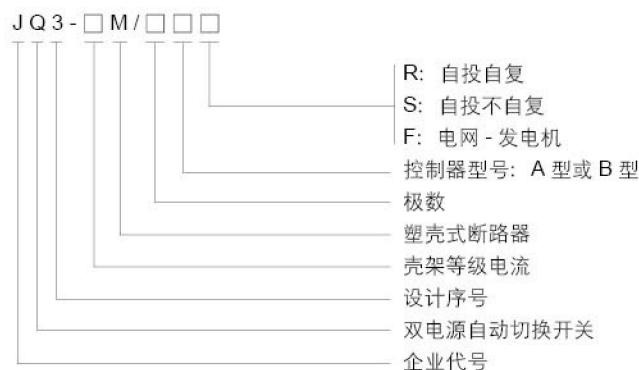 JQ3-□M/□□□
R: 自投自复
S: 自投不自复
F: 电网-发电机
控制器型号: A型或B型
极数
塑壳式断路器
壳架等级电流
设计序号
双电源自动切换开关
企业代号